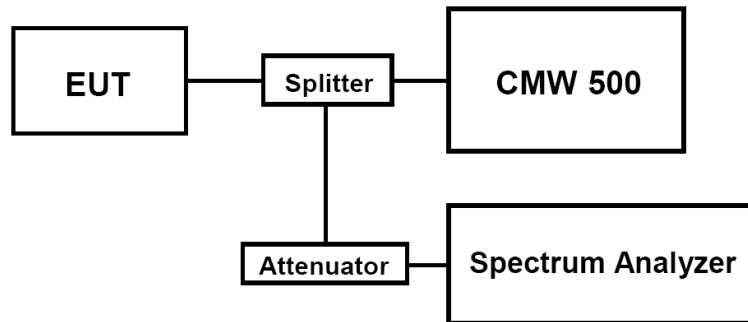 EUT
Splitter
CMW 500
Attenuator
Spectrum Analyzer